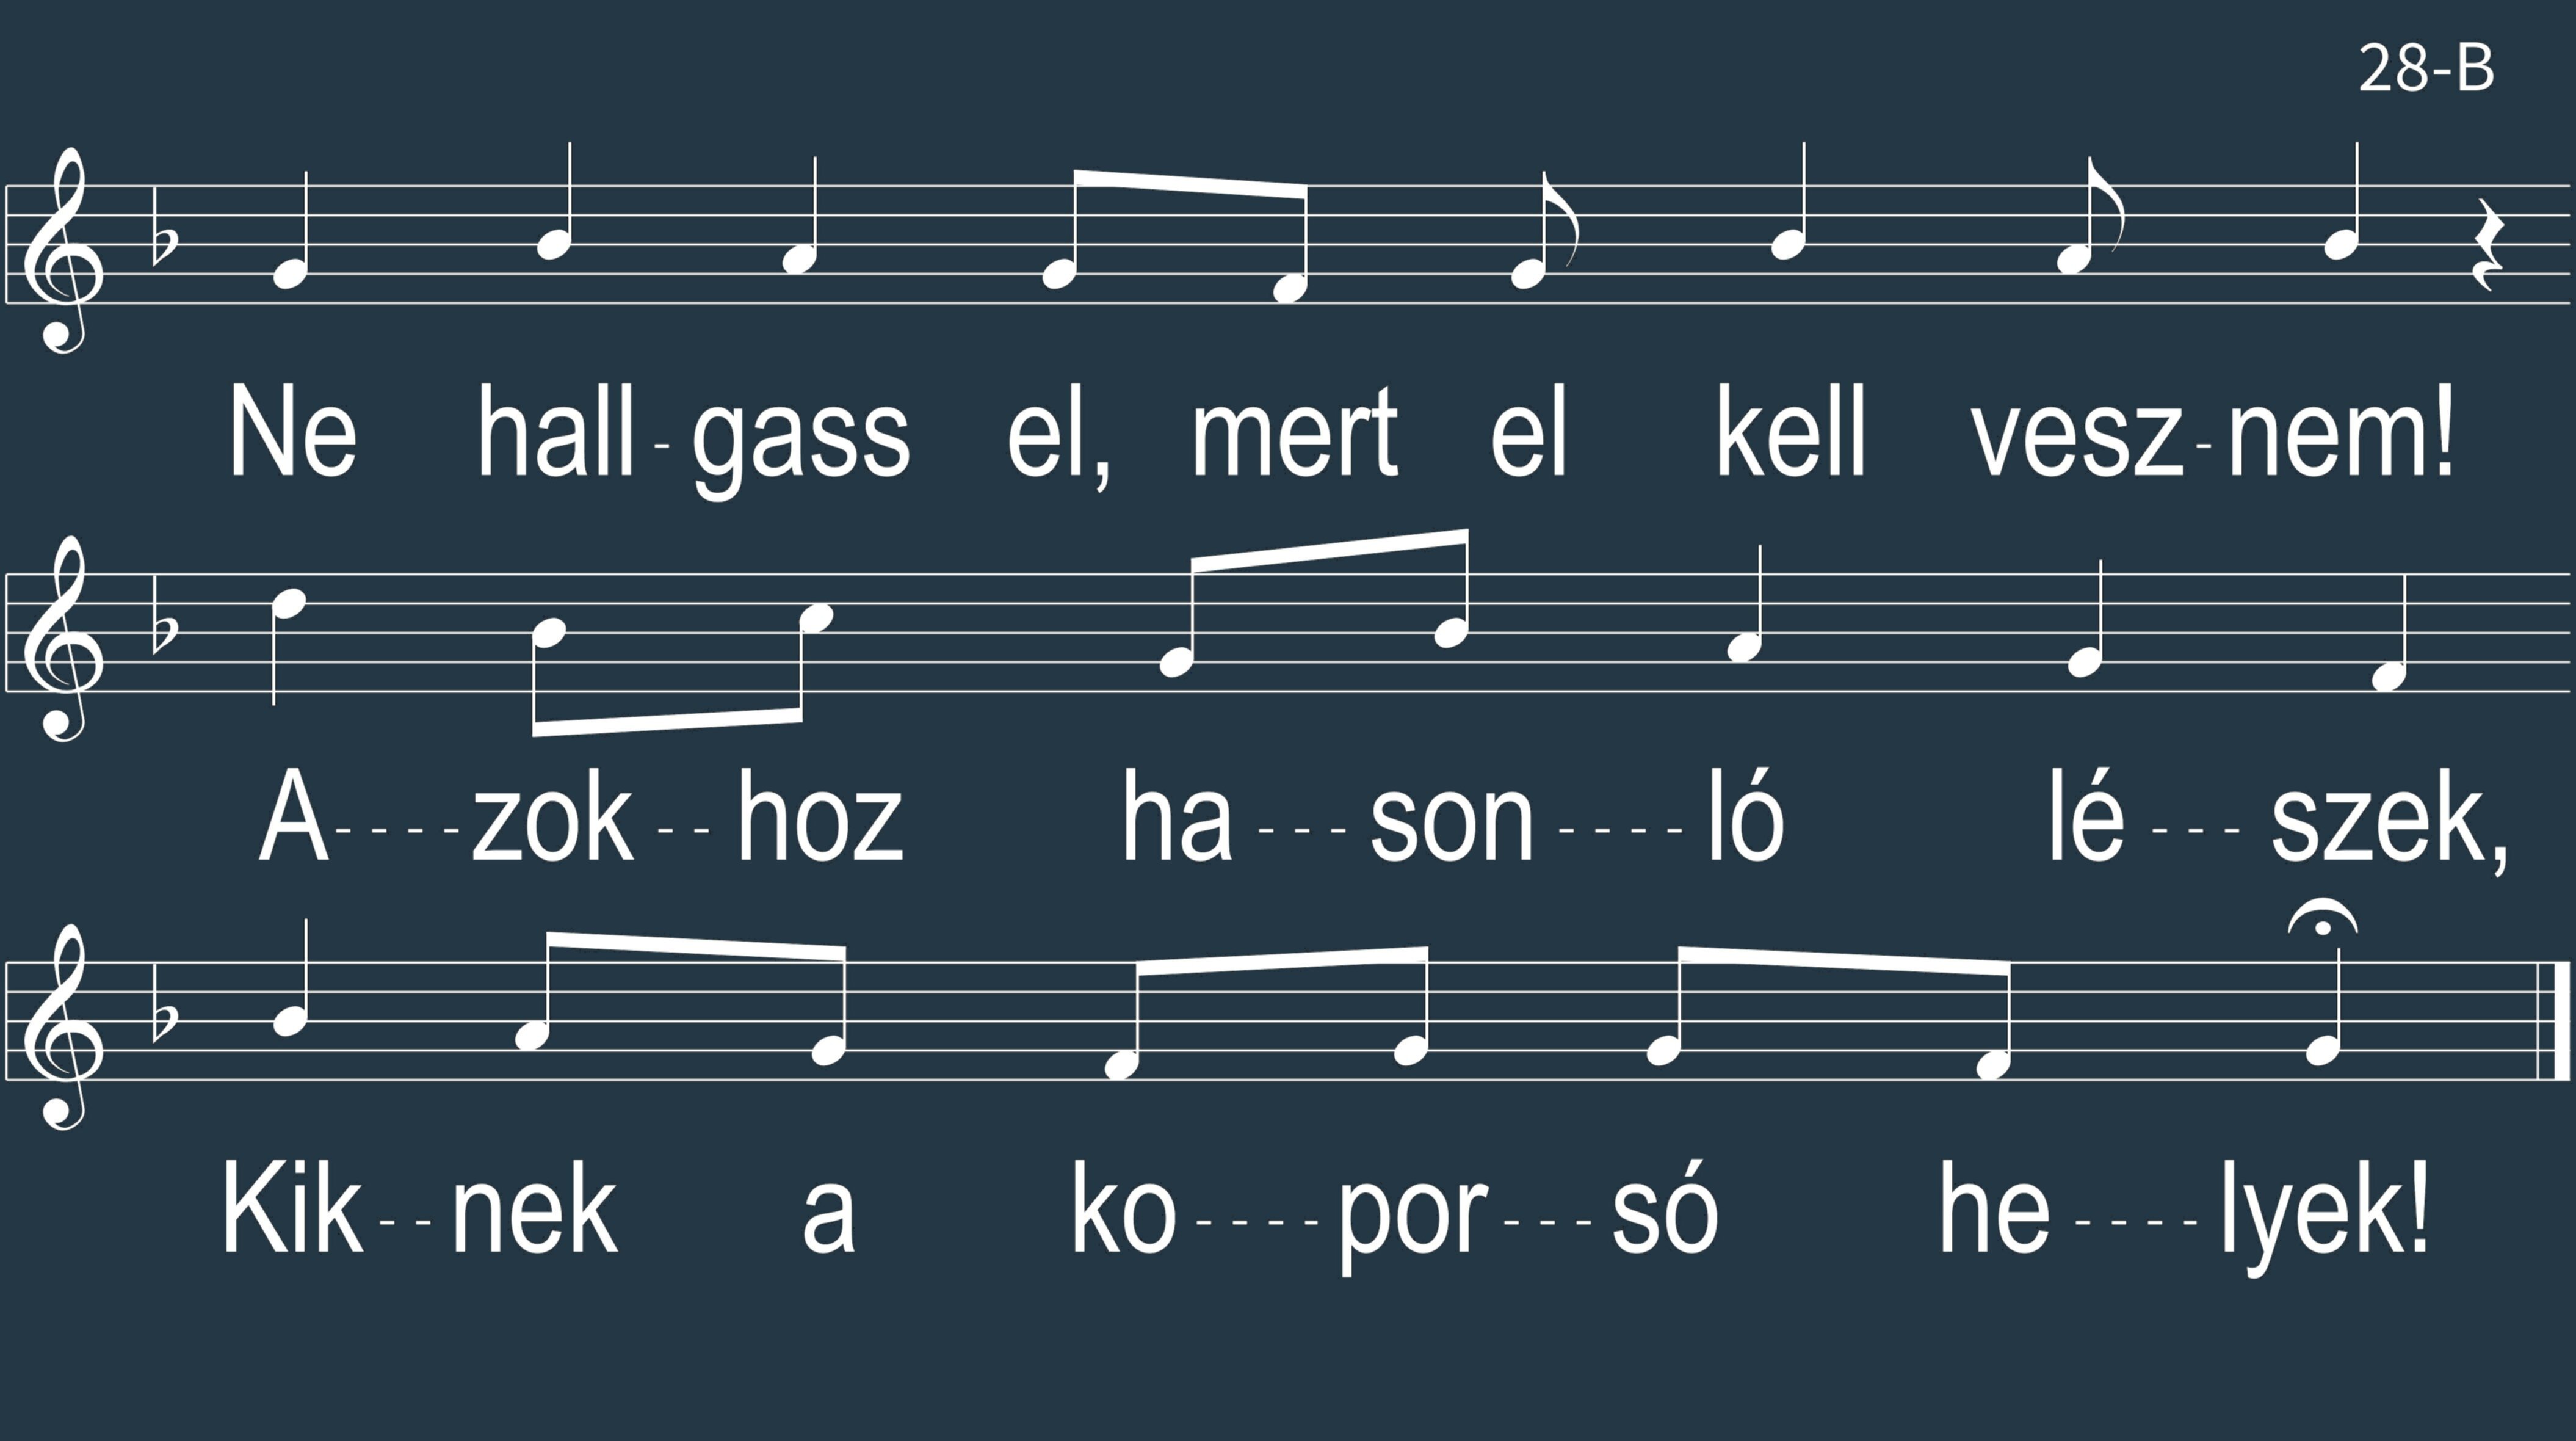 28-B
Ne hall-gass el, mert el kell vesz-nem!
A----zok--hoz ha---son----ló lé---szek,
Kik--nek a ko----por---só he----lyek!